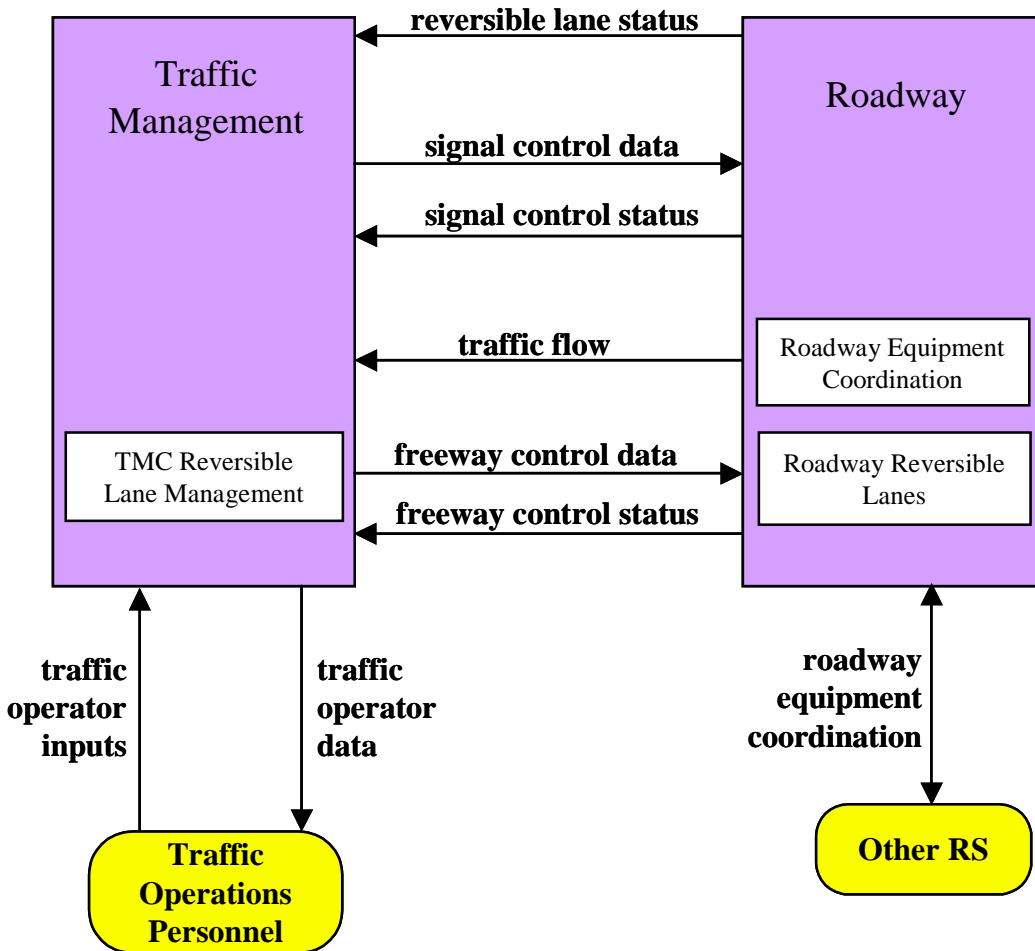 reversible lane status
Traffic
Management
Roadway
signal control data
signal control status
traffic flow
Roadway Equipment
Coordination
TMC Reversible
Lane Management
freeway control data
freeway control status
Roadway Reversible
Lanes
traffic
operator
inputs
traffic
operator
data
roadway
equipment
coordination
Traffic
Operations
Personnel
Other RS